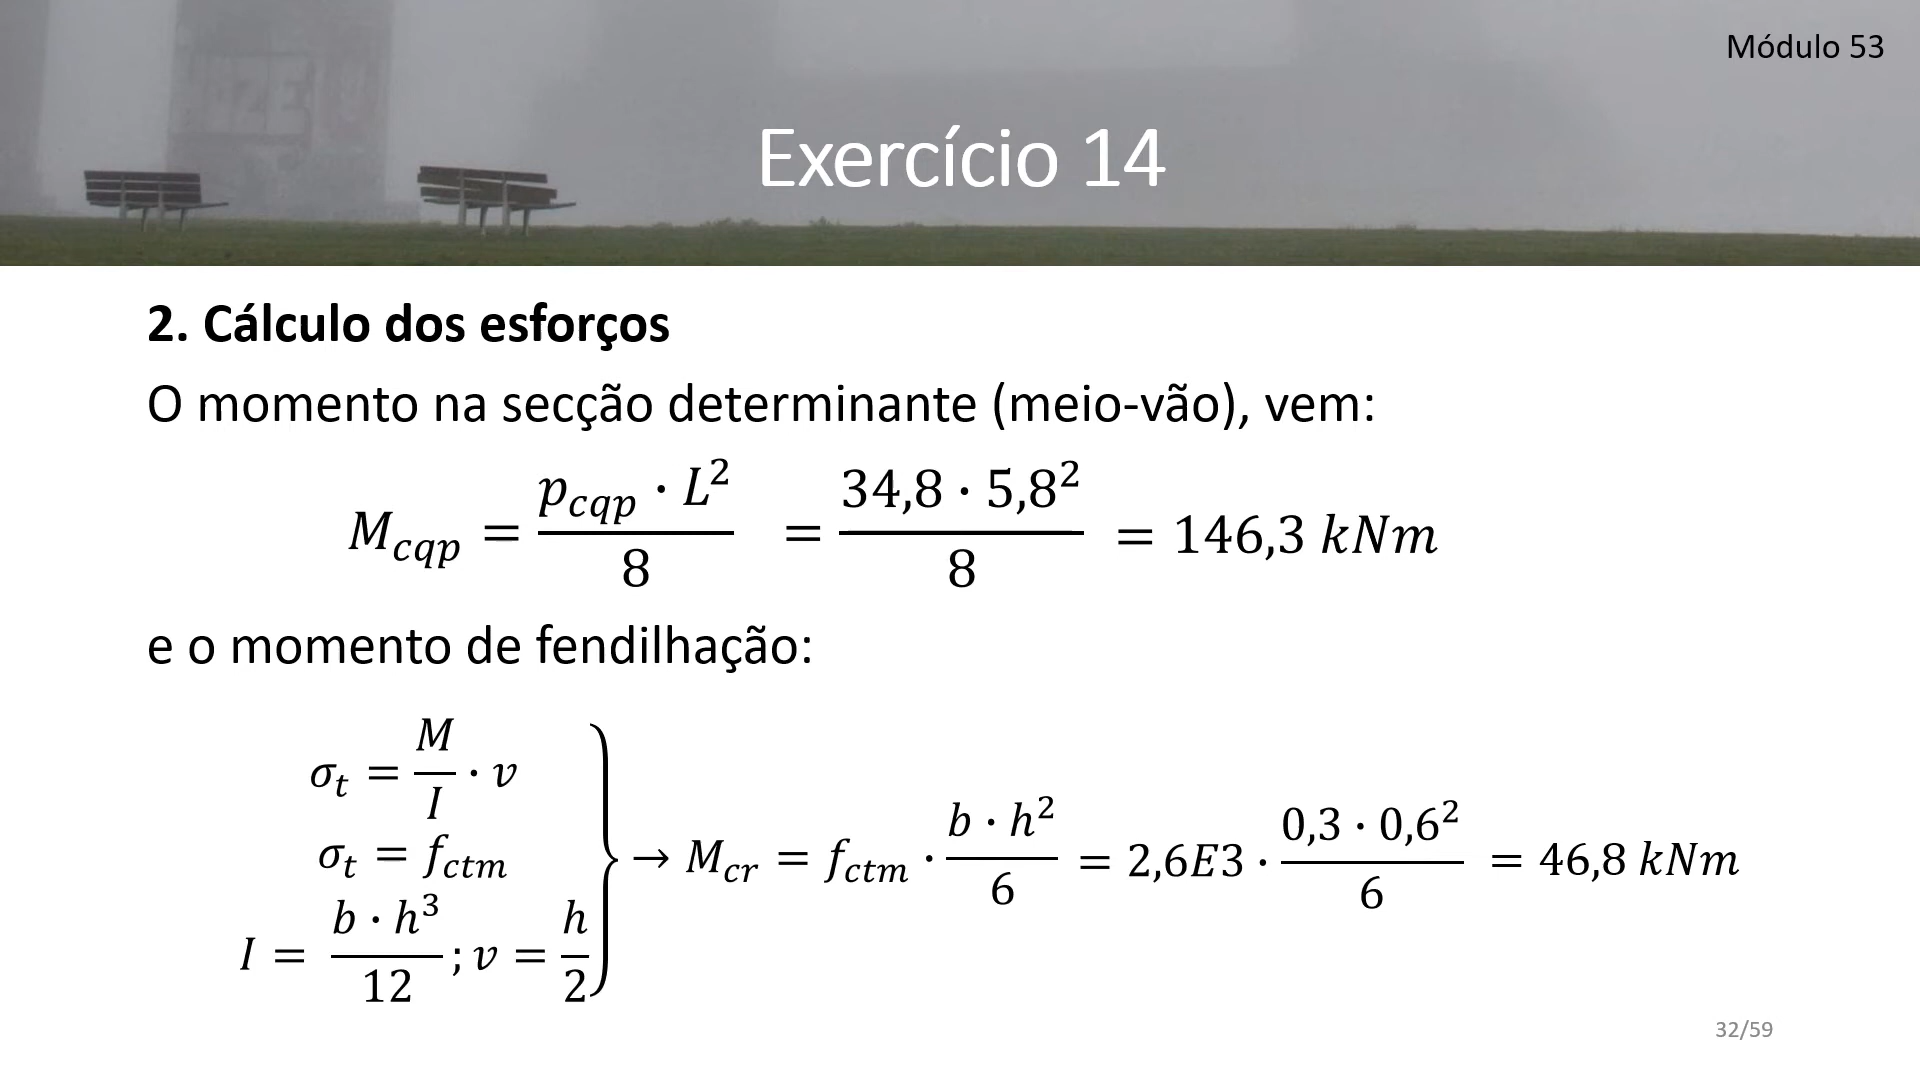 Módulo 53
Exercício 14
2. Cálculo dos esforços
O momento na secção determinante (meio-vão), vem:
M_cqp = (p_cqp · L²)/8 = (34,8 · 5,8²)/8 = 146,3 kNm
e o momento de fendilhação:
σ_t = M/I · v
σ_t = f_ctm
I = (b · h³)/12 ; v = h/2
→ M_cr = f_ctm · (b · h²)/6 = 2,6E3 · (0,3 · 0,6²)/6 = 46,8 kNm
32/59